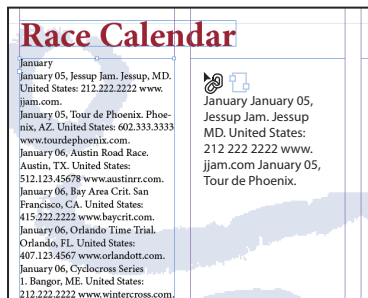 Race Calendar
January
January 05, Jessup Jam. Jessup, MD.
United States: 212.222.2222 www.
jjam.com.
January 05, Tour de Phoenix. Phoe-
nix, AZ. United States: 602.333.3333
www.tourdephoenix.com.
January 06, Austin Road Race.
Austin, TX. United States:
512.123.45678 www.austinrr.com.
January 06, Bay Area Crit. San
Francisco, CA. United States:
415.222.2222 www.baycrit.com.
January 06, Orlando Time Trial.
Orlando, FL. United States:
407.123.4567 www.orlandott.com.
January 06, Cyclocross Series
1. Bangor, ME. United States:
212.222.2222 www.wintercross.com.
January January 05,
Jessup Jam. Jessup
MD. United States:
212 222 2222 www.
jjam.com January 05,
Tour de Phoenix.